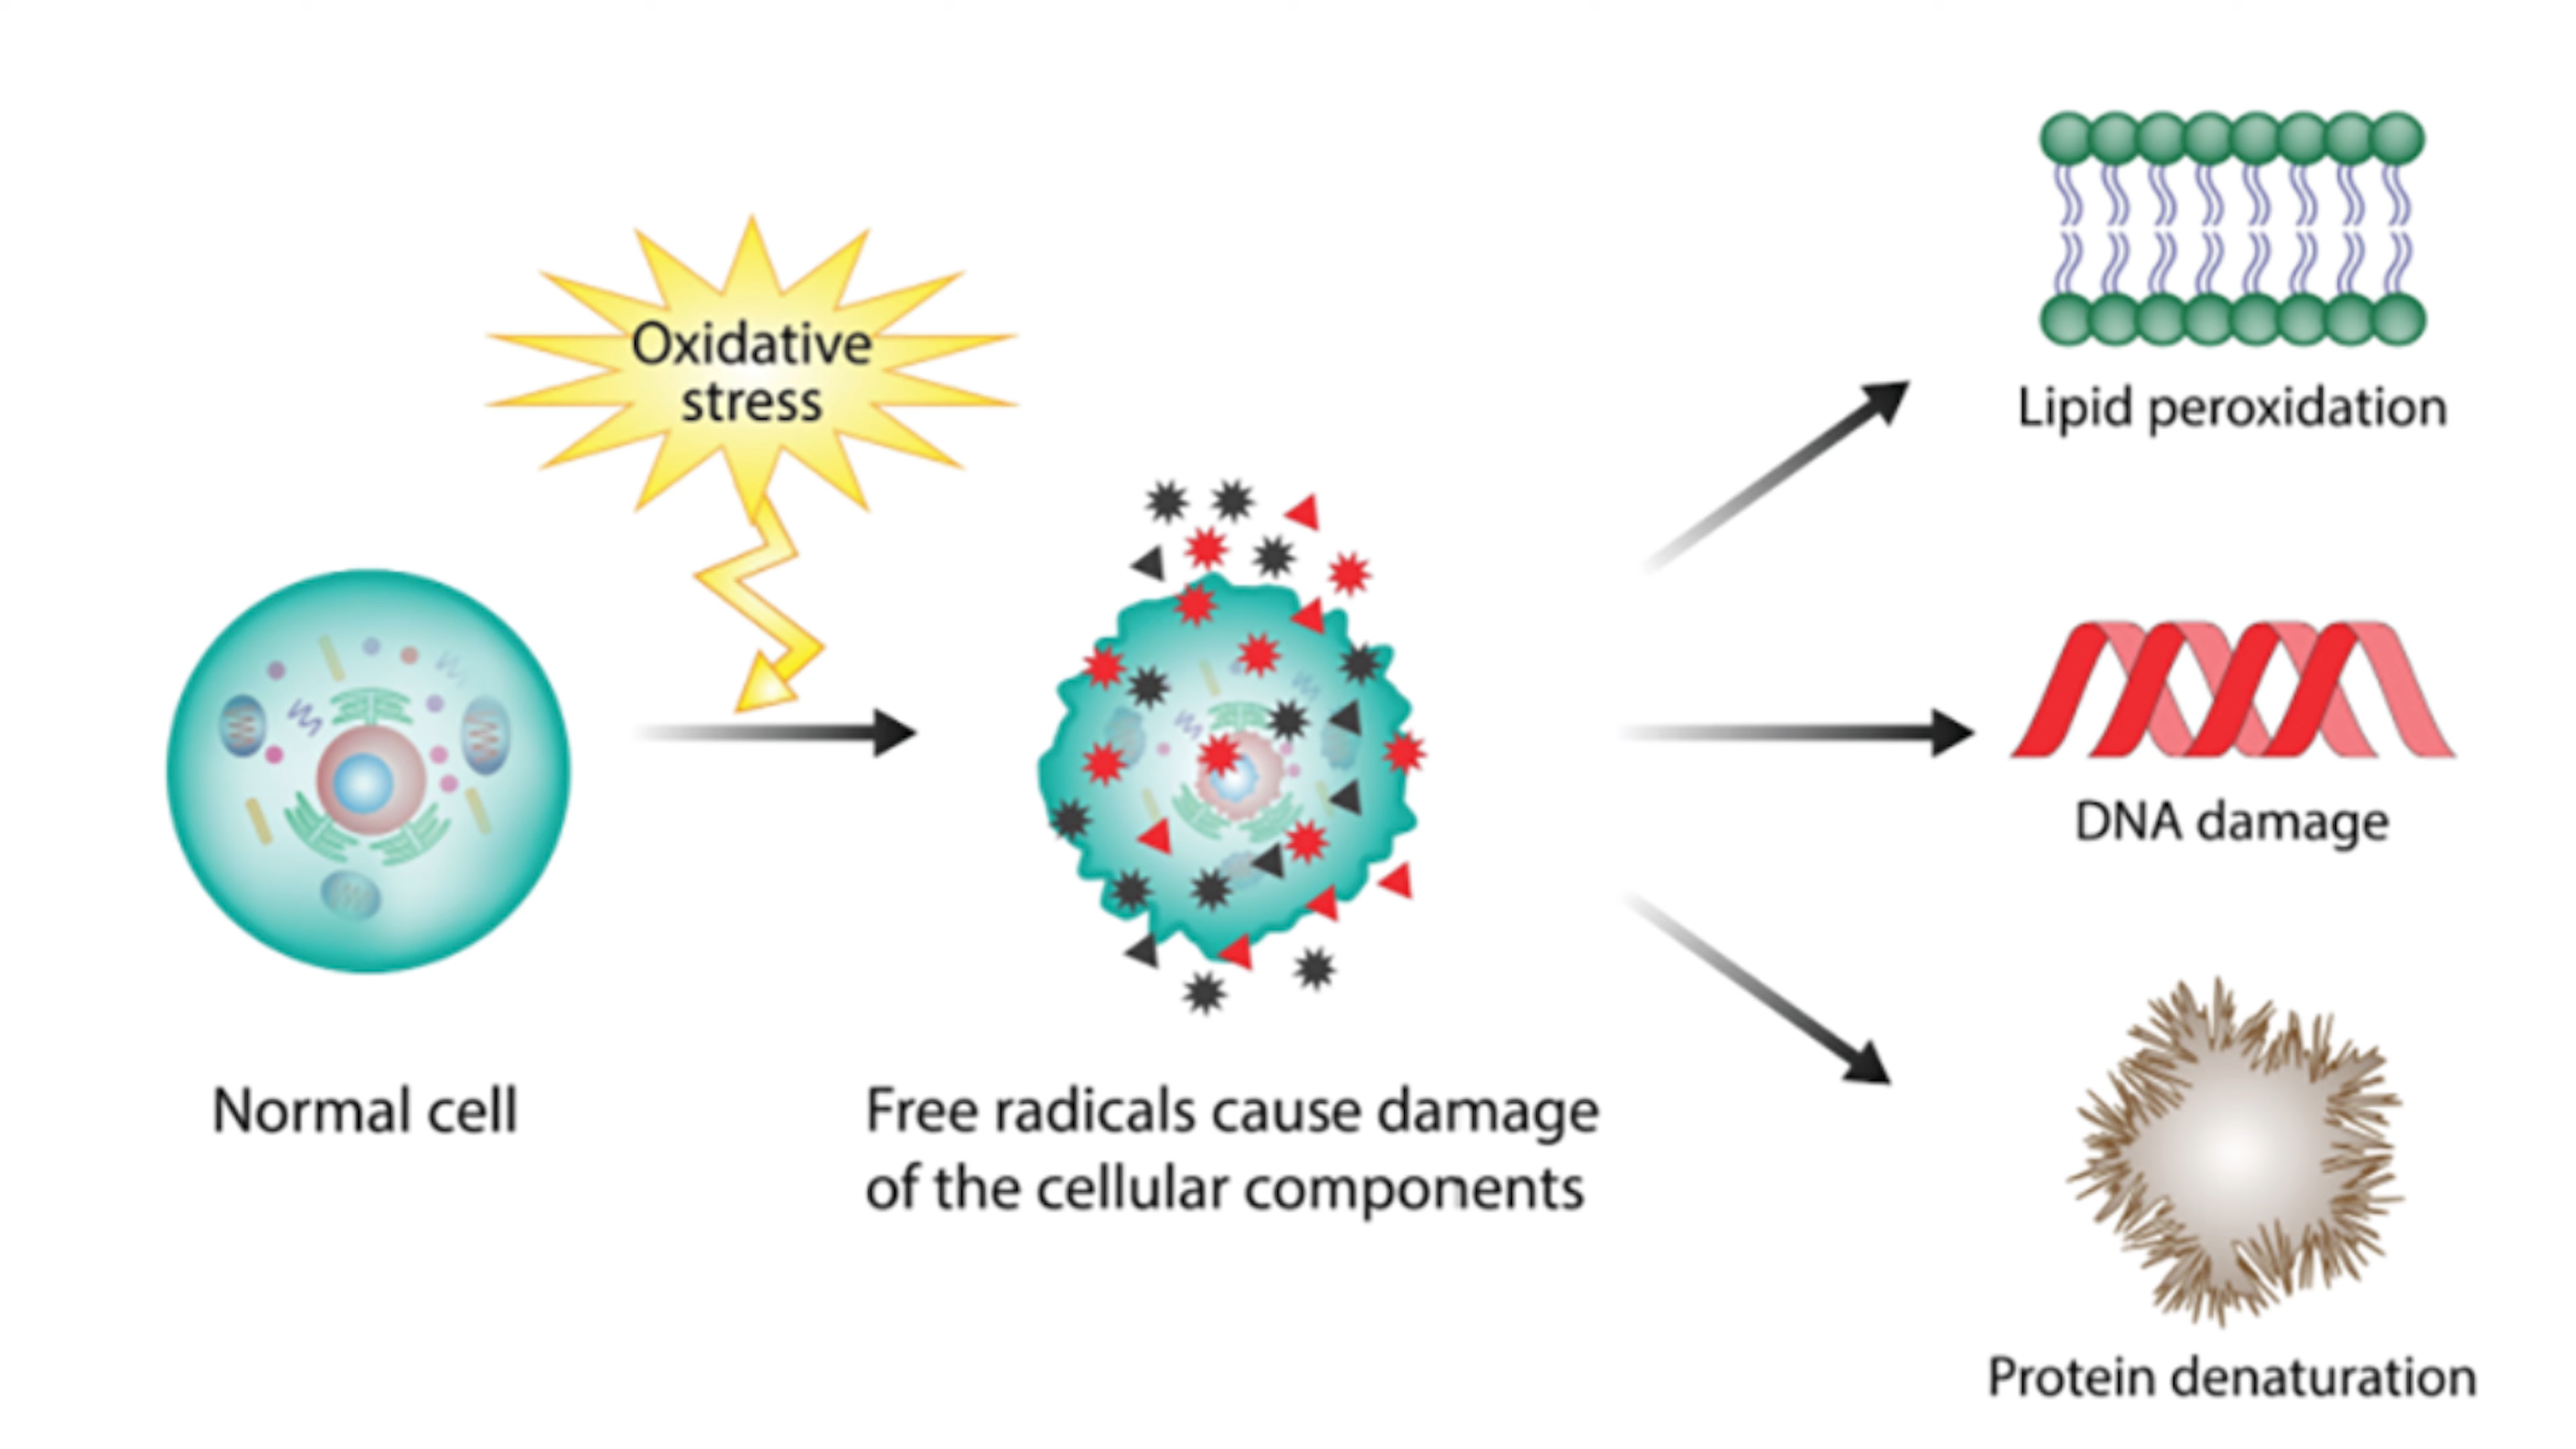 Oxidative
stress
Normal cell
Free radicals cause damage
of the cellular components
Lipid peroxidation
DNA damage
Protein denaturation